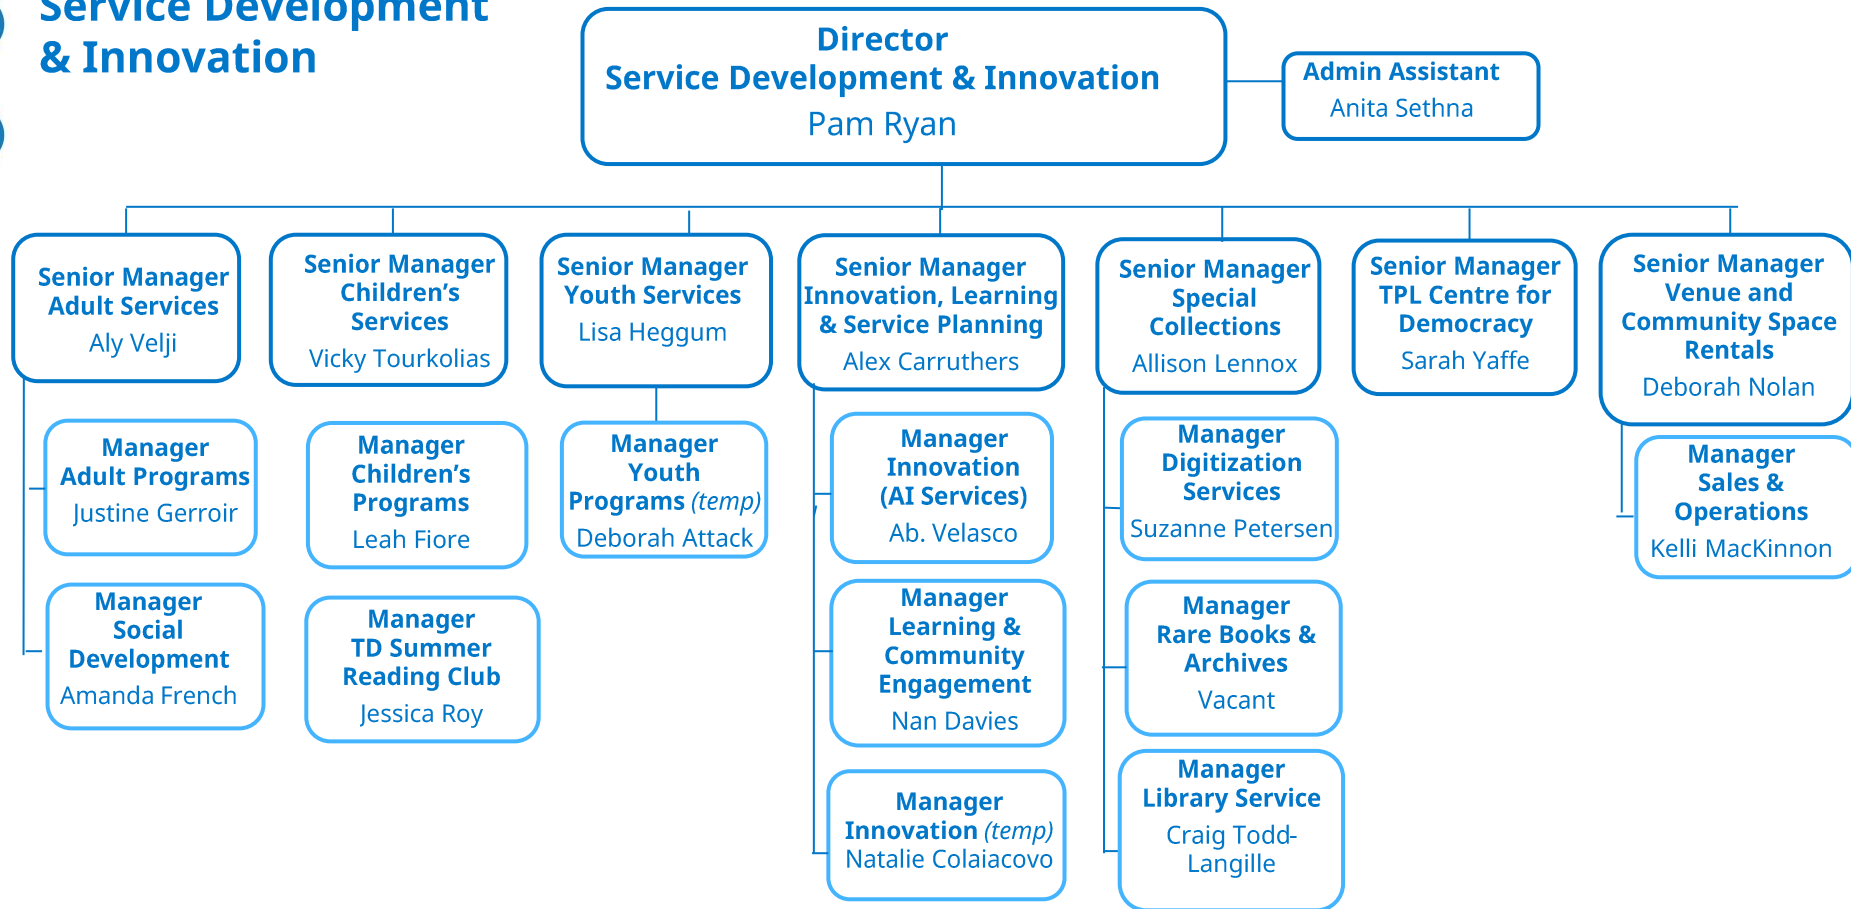 Service Development
& Innovation
Director
Service Development & Innovation
Pam Ryan
Admin Assistant
Anita Sethna
Senior Manager
Adult Services
Aly Velji
Senior Manager
Children’s
Services
Vicky Tourkolias
Senior Manager
Youth Services
Lisa Heggum
Senior Manager
Innovation, Learning
& Service Planning
Alex Carruthers
Senior Manager
Special
Collections
Allison Lennox
Senior Manager
TPL Centre for
Democracy
Sarah Yaffe
Senior Manager
Venue and
Community Space
Rentals
Deborah Nolan
Manager
Adult Programs
Justine Gerroir
Manager
Children’s
Programs
Leah Fiore
Manager
Youth
Programs (temp)
Deborah Attack
Manager
Innovation
(AI Services)
Ab. Velasco
Manager
Digitization
Services
Suzanne Petersen
Manager
Sales &
Operations
Kelli MacKinnon
Manager
Social
Development
Amanda French
Manager
TD Summer
Reading Club
Jessica Roy
Manager
Learning &
Community
Engagement
Nan Davies
Manager
Rare Books &
Archives
Vacant
Manager
Innovation (temp)
Natalie Colaiacovo
Manager
Library Service
Craig Todd-
Langille